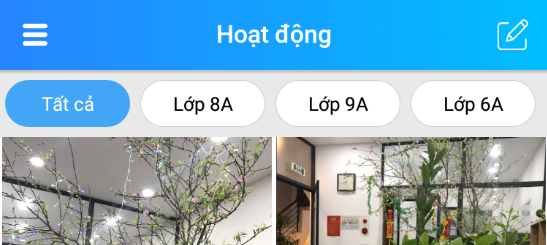 Hoạt động
Tất cả
Lớp 8A
Lớp 9A
Lớp 6A